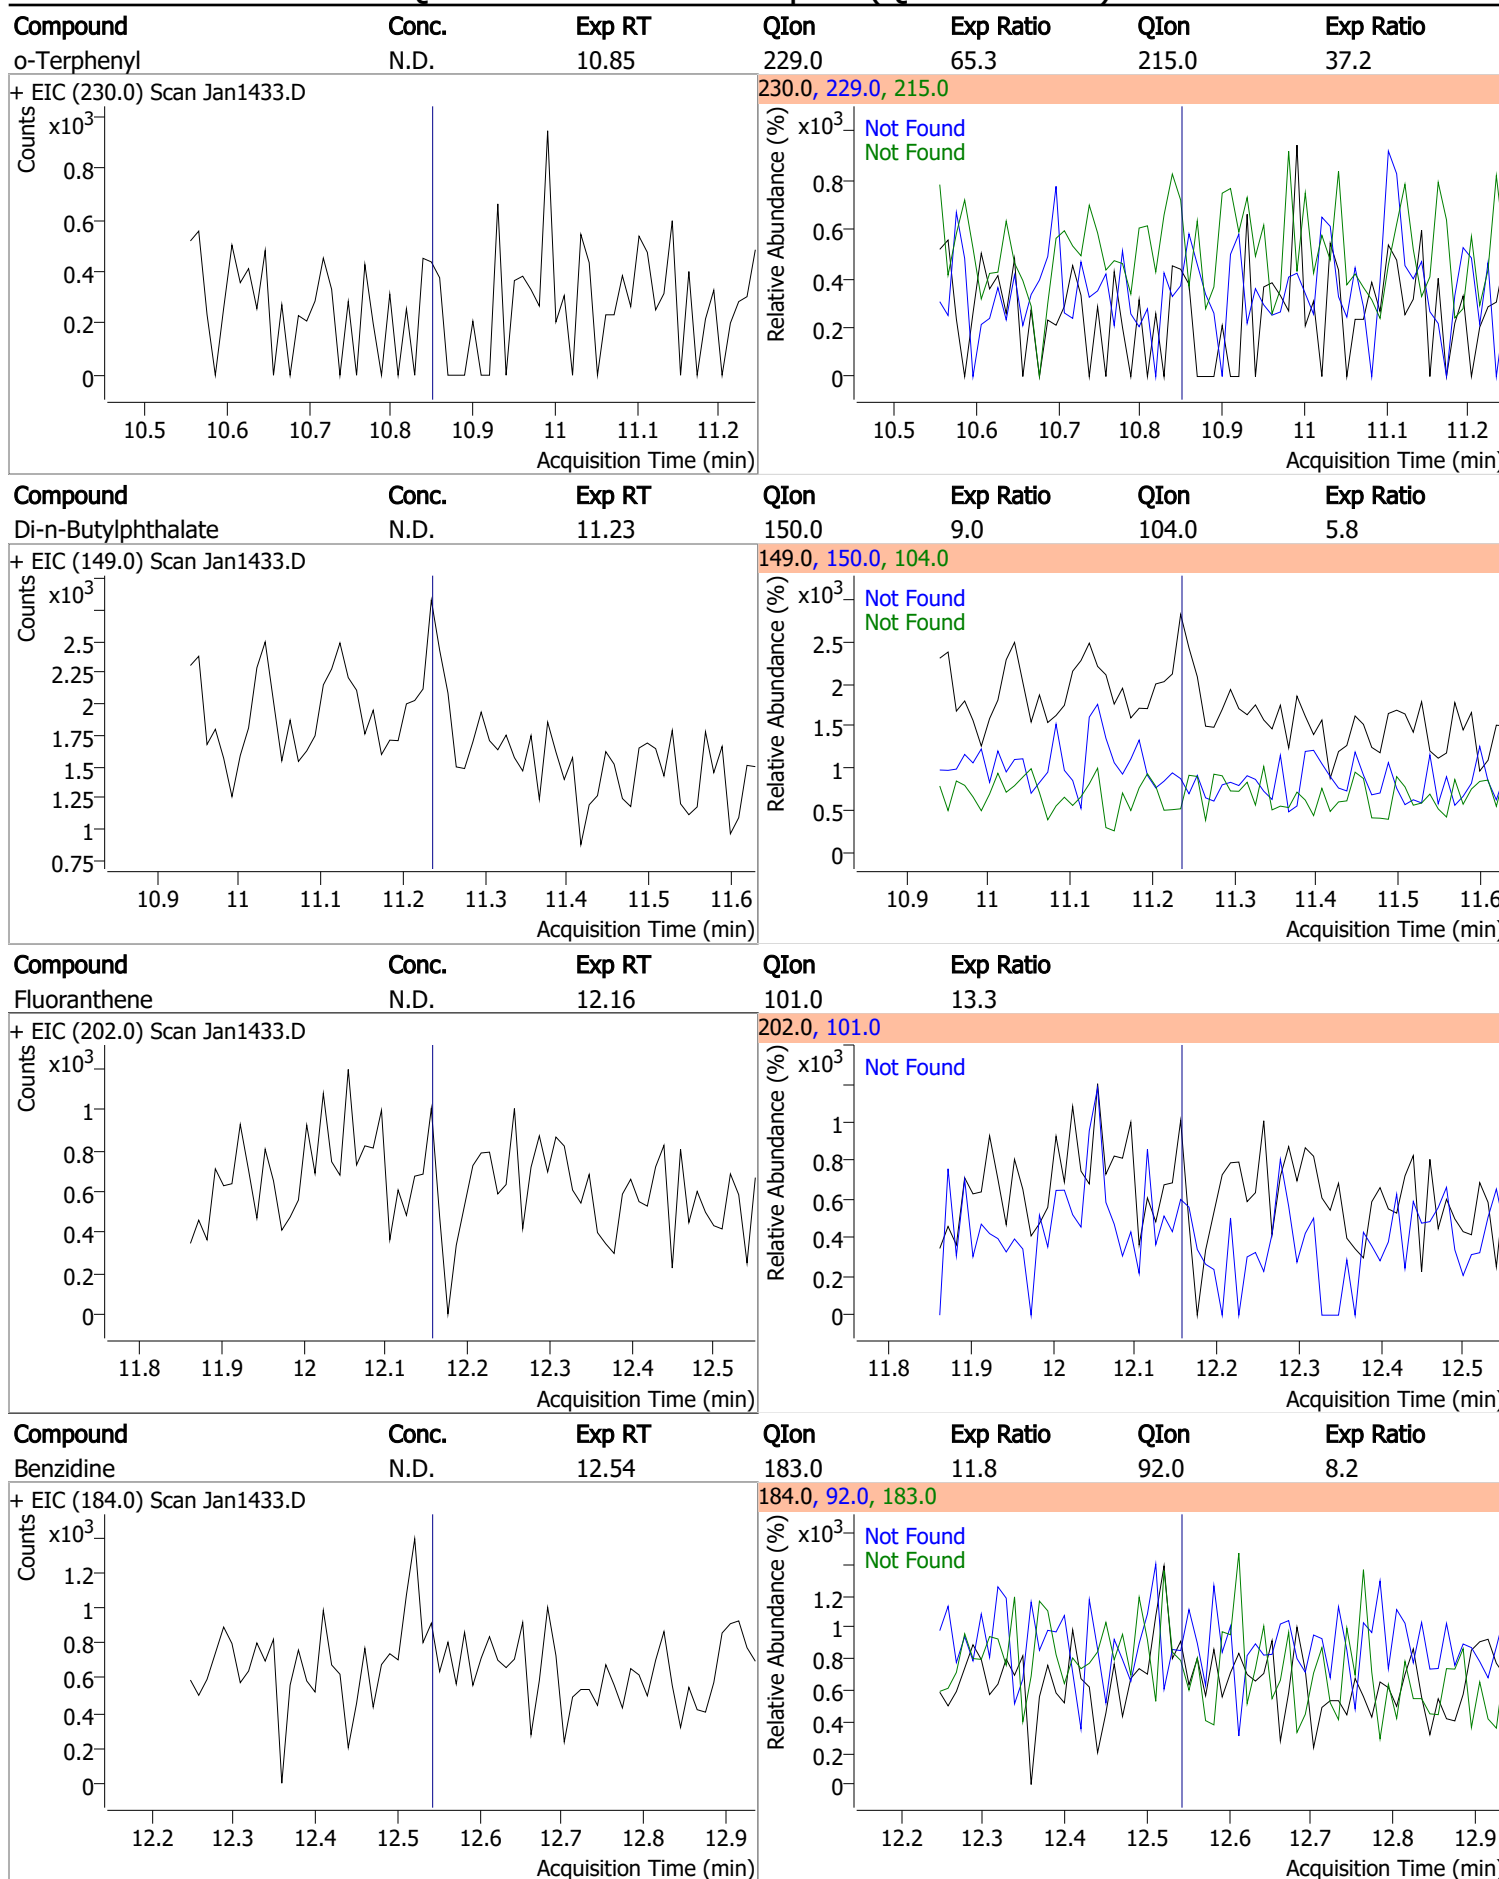 Compound Conc. Exp RT QIon Exp Ratio QIon Exp Ratio
o-Terphenyl N.D. 10.85 229.0 65.3 215.0 37.2
+ EIC (230.0) Scan Jan1433.D
230.0, 229.0, 215.0
Counts
x10³
0.8
0.6
0.4
0.2
0
10.5 10.6 10.7 10.8 10.9 11 11.1 11.2
Acquisition Time (min)
Relative Abundance (%)
x10³
Not Found
Not Found
0.8
0.6
0.4
0.2
0
10.5 10.6 10.7 10.8 10.9 11 11.1 11.2
Acquisition Time (min)
Compound Conc. Exp RT QIon Exp Ratio QIon Exp Ratio
Di-n-Butylphthalate N.D. 11.23 150.0 9.0 104.0 5.8
+ EIC (149.0) Scan Jan1433.D
149.0, 150.0, 104.0
Counts
x10³
2.5
2.25
2
1.75
1.5
1.25
1
0.75
10.9 11 11.1 11.2 11.3 11.4 11.5 11.6
Acquisition Time (min)
Relative Abundance (%)
x10³
Not Found
Not Found
2.5
2
1.5
1
0.5
0
10.9 11 11.1 11.2 11.3 11.4 11.5 11.6
Acquisition Time (min)
Compound Conc. Exp RT QIon Exp Ratio
Fluoranthene N.D. 12.16 101.0 13.3
+ EIC (202.0) Scan Jan1433.D
202.0, 101.0
Counts
x10³
1
0.8
0.6
0.4
0.2
0
11.8 11.9 12 12.1 12.2 12.3 12.4 12.5
Acquisition Time (min)
Relative Abundance (%)
x10³
Not Found
1
0.8
0.6
0.4
0.2
0
11.8 11.9 12 12.1 12.2 12.3 12.4 12.5
Acquisition Time (min)
Compound Conc. Exp RT QIon Exp Ratio QIon Exp Ratio
Benzidine N.D. 12.54 183.0 11.8 92.0 8.2
+ EIC (184.0) Scan Jan1433.D
184.0, 92.0, 183.0
Counts
x10³
1.2
1
0.8
0.6
0.4
0.2
0
12.2 12.3 12.4 12.5 12.6 12.7 12.8 12.9
Acquisition Time (min)
Relative Abundance (%)
x10³
Not Found
Not Found
1.2
1
0.8
0.6
0.4
0.2
0
12.2 12.3 12.4 12.5 12.6 12.7 12.8 12.9
Acquisition Time (min)